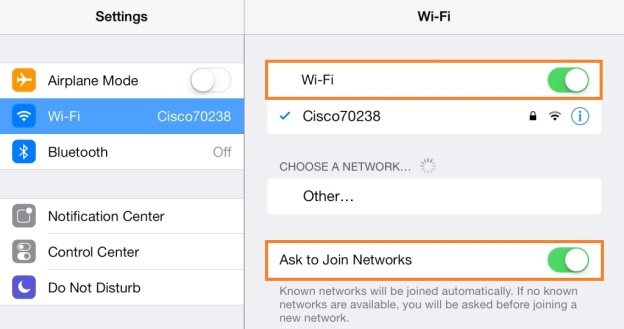 Settings
Airplane Mode
Wi-Fi Cisco70238
Bluetooth Off
Notification Center
Control Center
Do Not Disturb
Wi-Fi
Wi-Fi
Cisco70238
CHOOSE A NETWORK...
Other...
Ask to Join Networks
Known networks will be joined automatically. If no known
networks are available, you will be asked before joining a
new network.